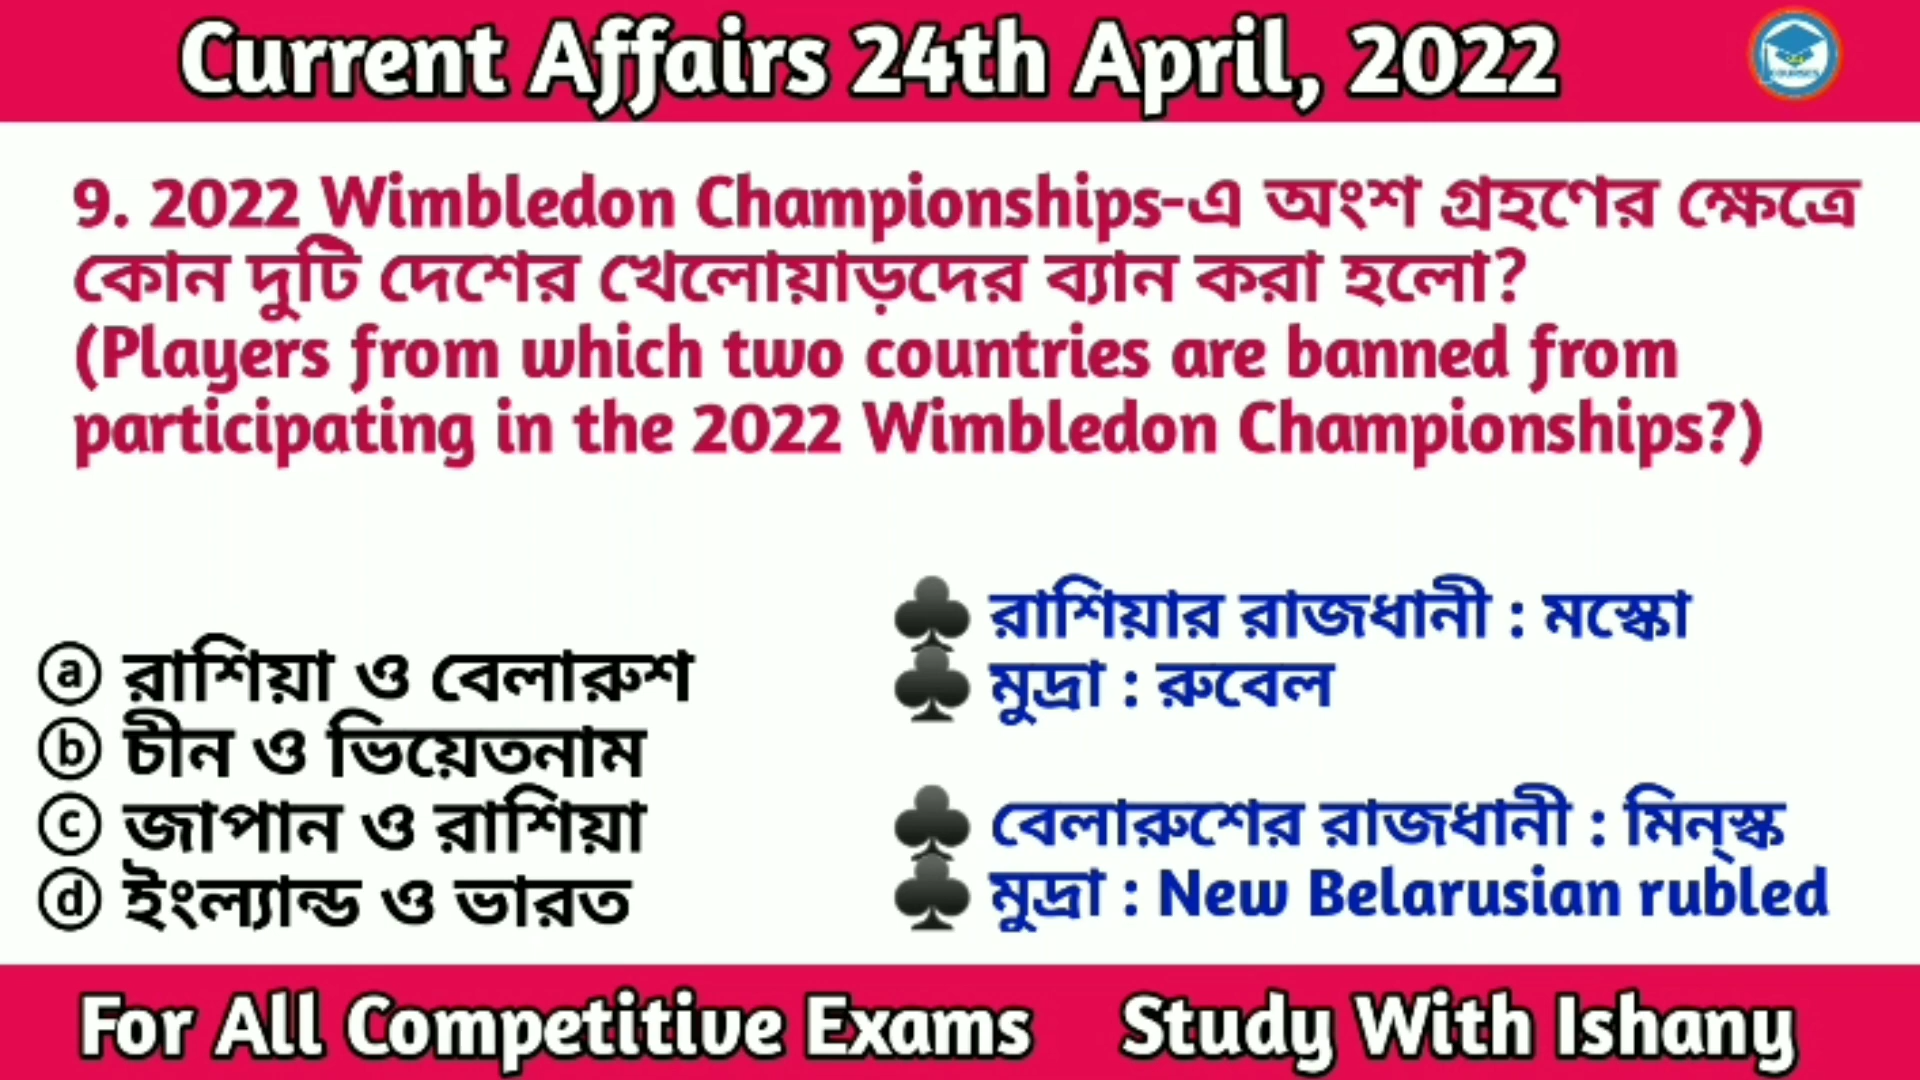 Current Affairs 24th April, 2022
COURSES
9. 2022 Wimbledon Championships-এ অংশ গ্রহণের ক্ষেত্রে
কোন দুটি দেশের খেলোয়াড়দের ব্যান করা হলো?
(Players from which two countries are banned from
participating in the 2022 Wimbledon Championships?)
ⓐ রাশিয়া ও বেলারুশ
ⓑ চীন ও ভিয়েতনাম
ⓒ জাপান ও রাশিয়া
ⓓ ইংল্যান্ড ও ভারত
♣ রাশিয়ার রাজধানী : মস্কো
♣ মুদ্রা : রুবেল
♣ বেলারুশের রাজধানী : মিন্‌স্ক
♣ মুদ্রা : New Belarusian rubled
For All Competitive Exams Study With Ishany